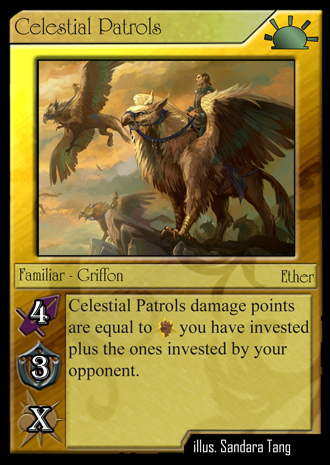 Celestial Patrols
Familiar - Griffon Ether
4
3
X
Celestial Patrols damage points
are equal to you have invested
plus the ones invested by your
opponent.
illus. Sandara Tang